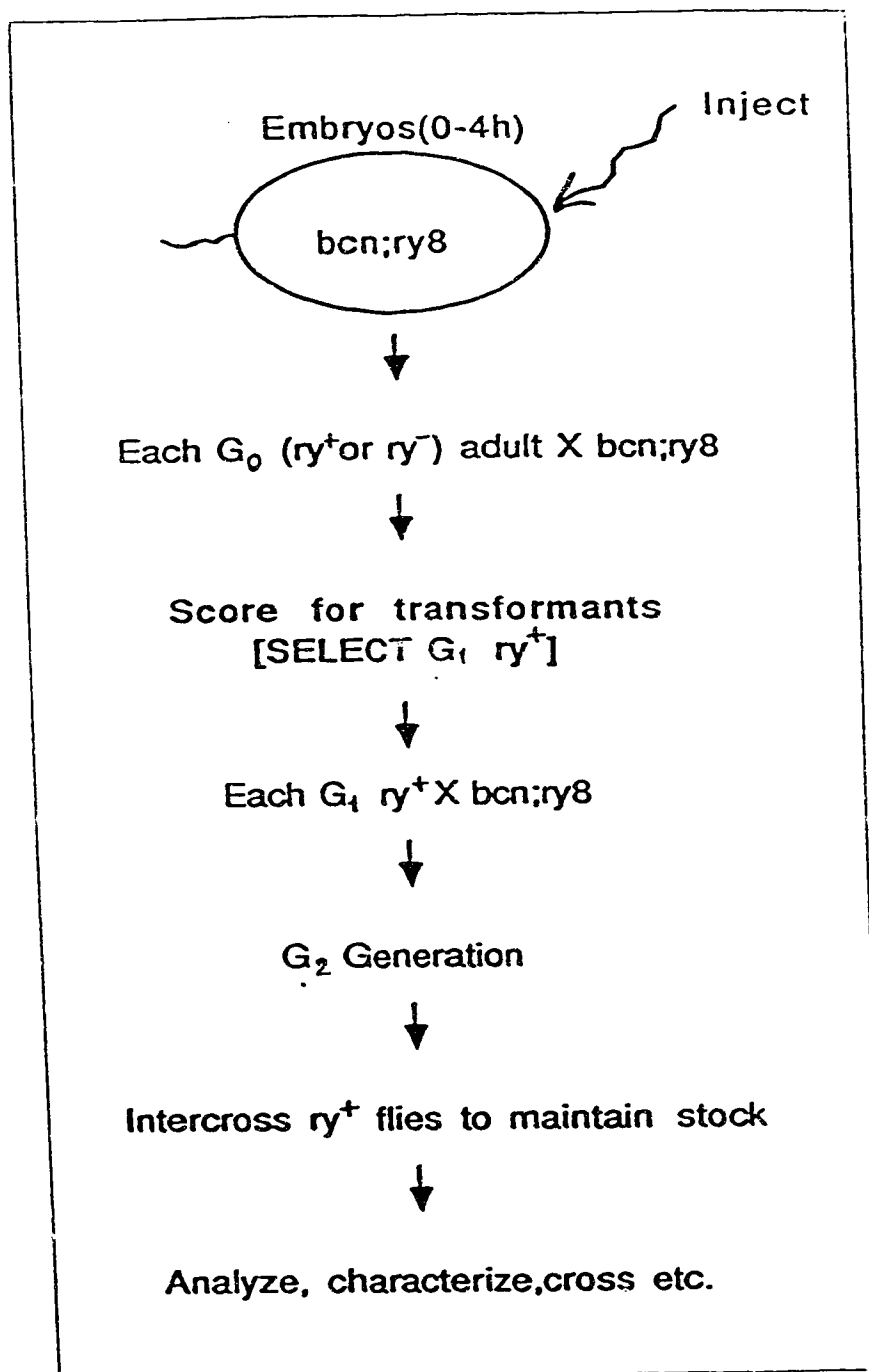 Inject
Embryos(0-4h)
bcn;ry8
Each G₀ (ry⁺or ry⁻) adult X bcn;ry8
Score for transformants
[SELECT G₁ ry⁺]
Each G₁ ry⁺X bcn;ry8
G₂ Generation
Intercross ry⁺ flies to maintain stock
Analyze, characterize,cross etc.